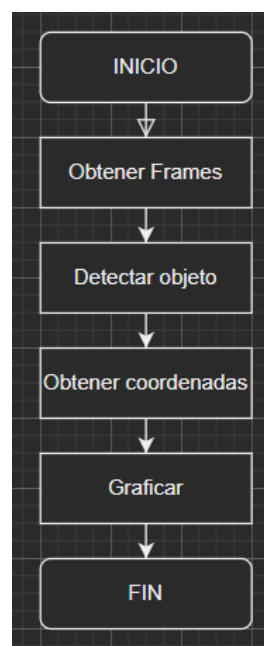 INICIO
Obtener Frames
Detectar objeto
Obtener coordenadas
Graficar
FIN